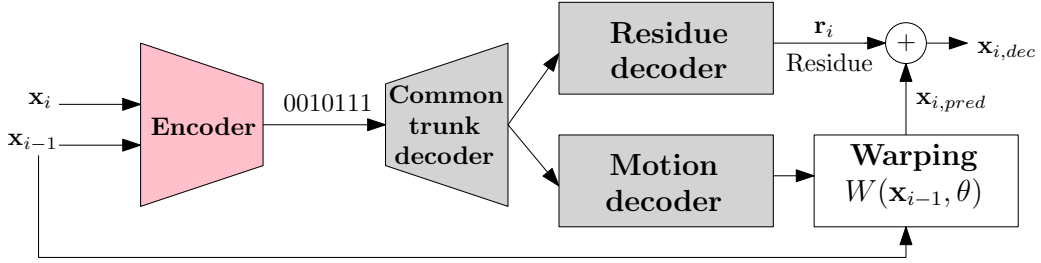 x_i
x_{i−1}
Encoder
0010111
Common
trunk
decoder
Residue
decoder
Motion
decoder
r_i
Residue
+
x_{i,dec}
x_{i,pred}
Warping
W(x_{i−1}, θ)